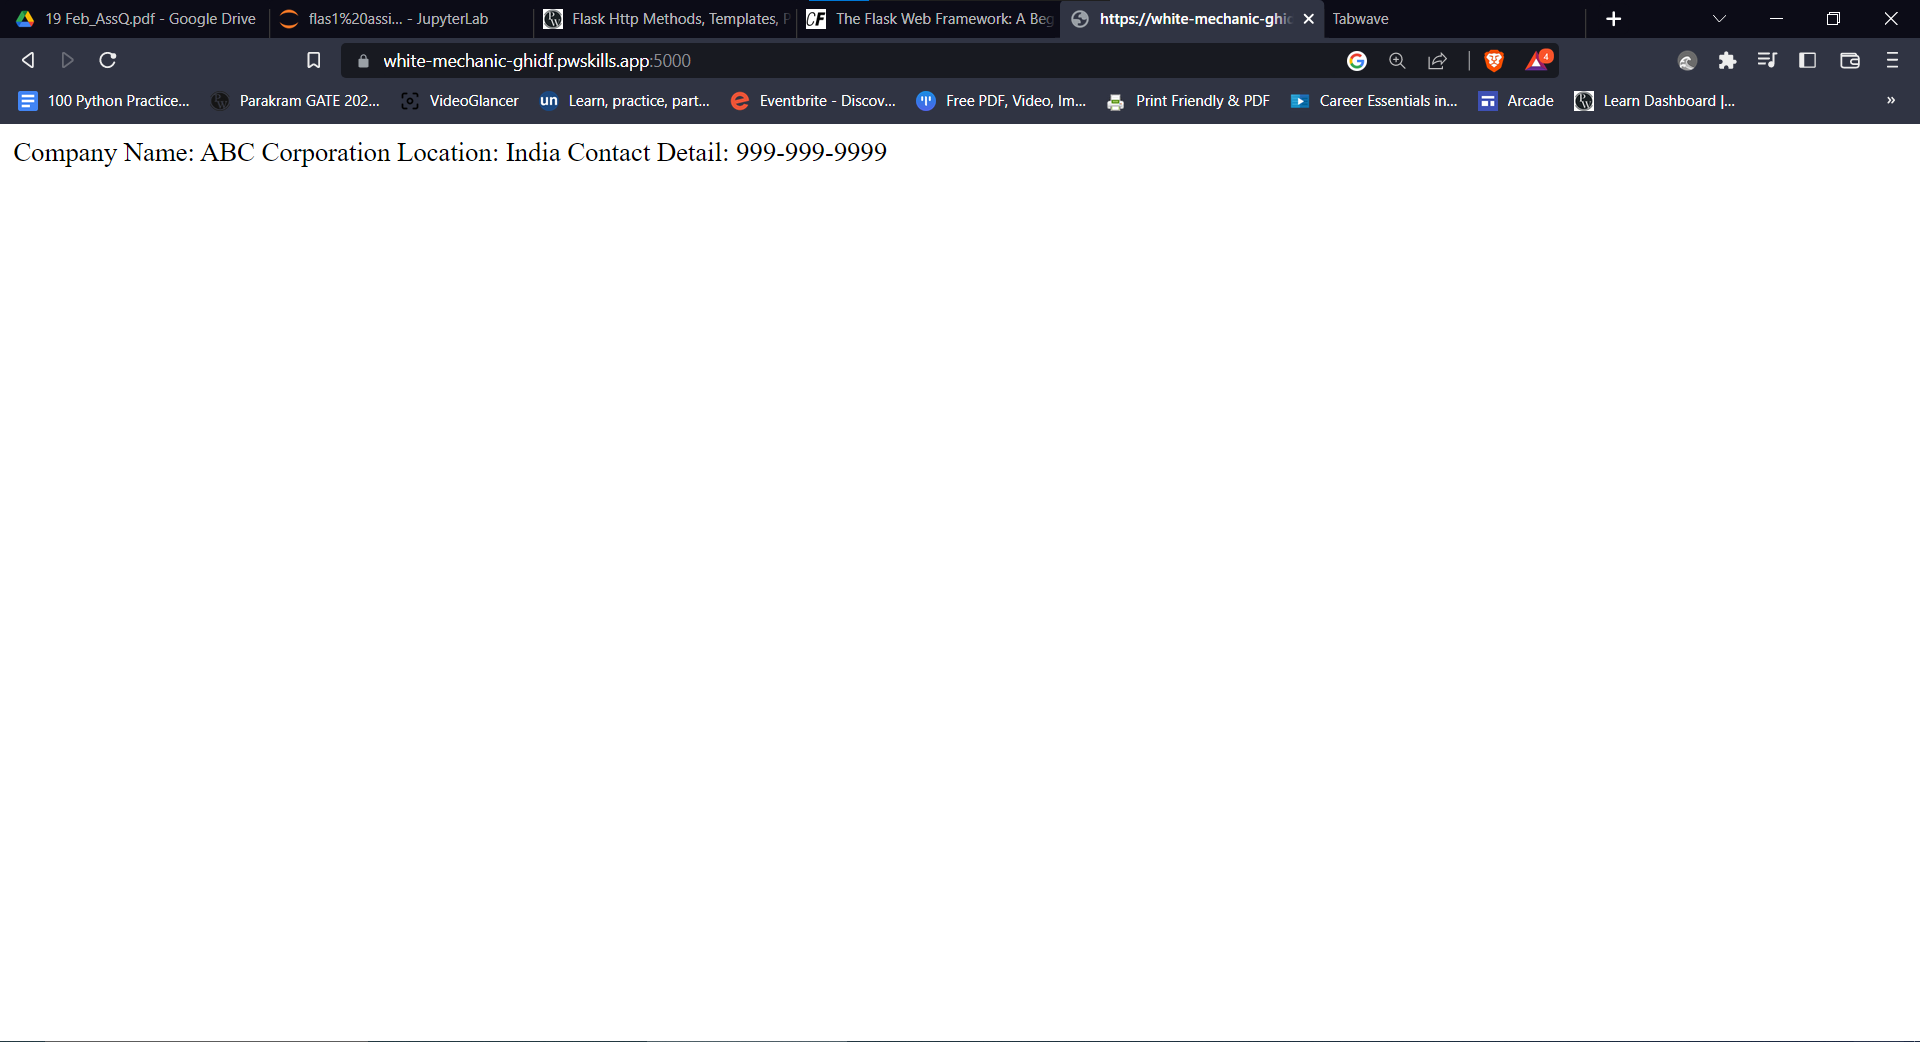 19 Feb_AssQ.pdf - Google Drive
flas1%20assi... - JupyterLab
Flask Http Methods, Templates, P
CF The Flask Web Framework: A Beg
https://white-mechanic-ghi
Tabwave
white-mechanic-ghidf.pwskills.app:5000
4
100 Python Practice...
Parakram GATE 202...
VideoGlancer
un Learn, practice, part...
Eventbrite - Discov...
Free PDF, Video, Im...
Print Friendly & PDF
Career Essentials in...
Arcade
Learn Dashboard |...
Company Name: ABC Corporation Location: India Contact Detail: 999-999-9999